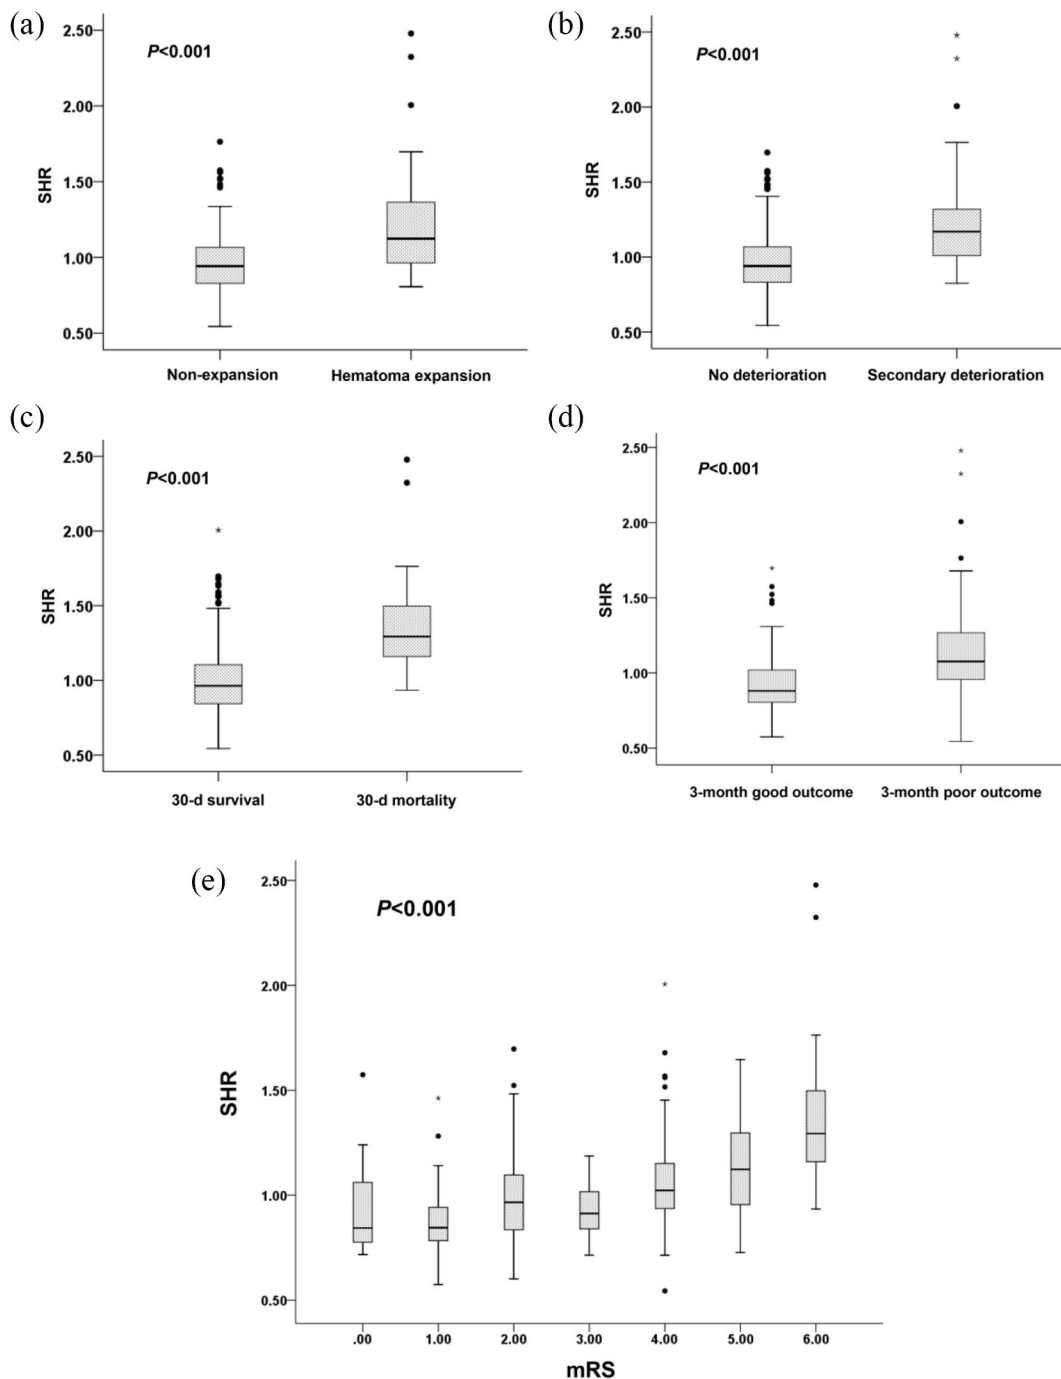 (a)
2.50
2.00
1.50
1.00
0.50
SHR
P<0.001
Non-expansion
Hematoma expansion
(b)
2.50
2.00
1.50
1.00
0.50
SHR
P<0.001
No deterioration
Secondary deterioration
(c)
2.50
2.00
1.50
1.00
0.50
SHR
P<0.001
30-d survival
30-d mortality
(d)
2.50
2.00
1.50
1.00
0.50
SHR
P<0.001
3-month good outcome
3-month poor outcome
(e)
2.50
2.00
1.50
1.00
0.50
SHR
P<0.001
.00 1.00 2.00 3.00 4.00 5.00 6.00
mRS